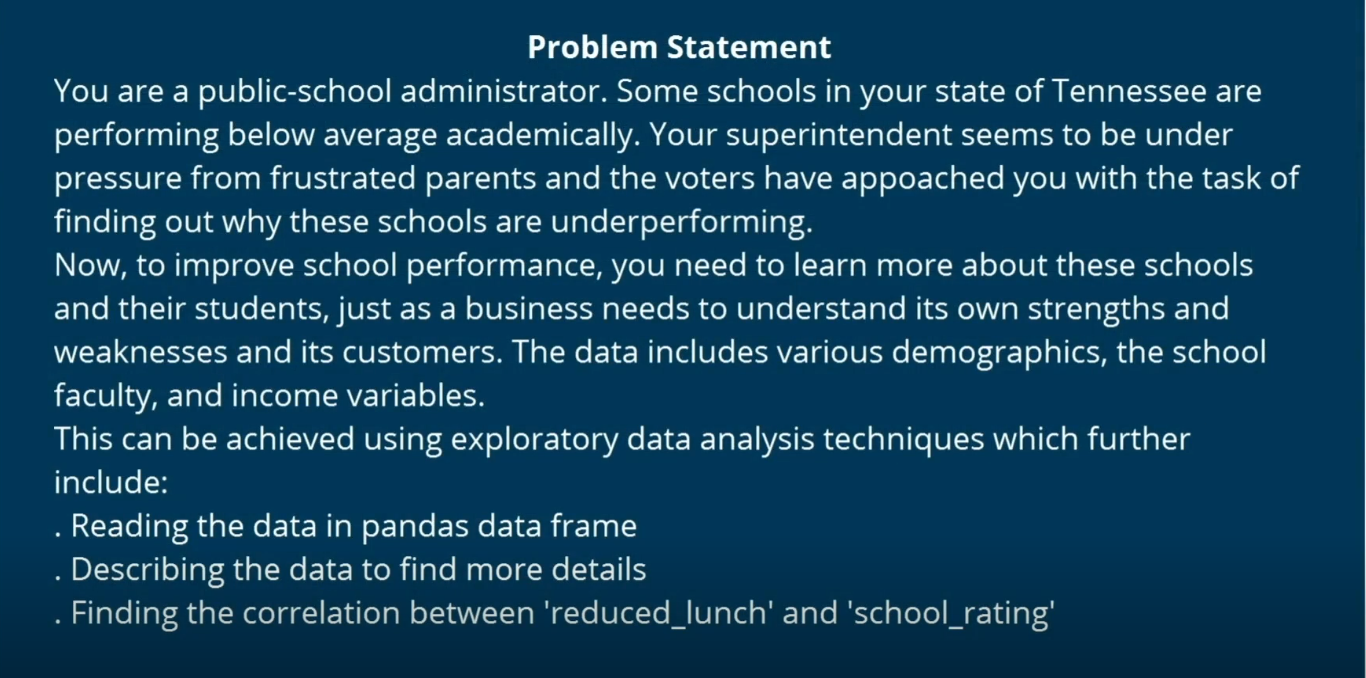 Problem Statement
You are a public-school administrator. Some schools in your state of Tennessee are
performing below average academically. Your superintendent seems to be under
pressure from frustrated parents and the voters have appoached you with the task of
finding out why these schools are underperforming.
Now, to improve school performance, you need to learn more about these schools
and their students, just as a business needs to understand its own strengths and
weaknesses and its customers. The data includes various demographics, the school
faculty, and income variables.
This can be achieved using exploratory data analysis techniques which further
include:
. Reading the data in pandas data frame
. Describing the data to find more details
. Finding the correlation between 'reduced_lunch' and 'school_rating'